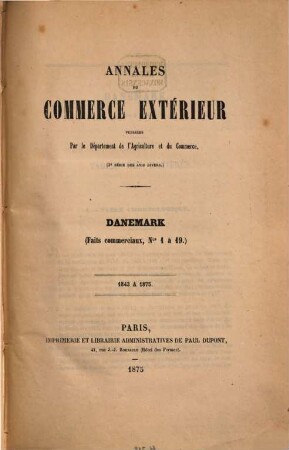 ANNALES
DU
COMMERCE EXTÉRIEUR
PUBLIÉES
Par le Département de l'Agriculture et du Commerce.
(3e SÉRIE DES AVIS DIVERS.)
DANEMARK
(Faits commerciaux, Nos 1 à 19.)
1843 A 1875.
PARIS,
IMPRIMERIE ET LIBRAIRIE ADMINISTRATIVES DE PAUL DUPONT,
41, RUE J.-J. ROUSSEAU (Hôtel des Fermes).
1875